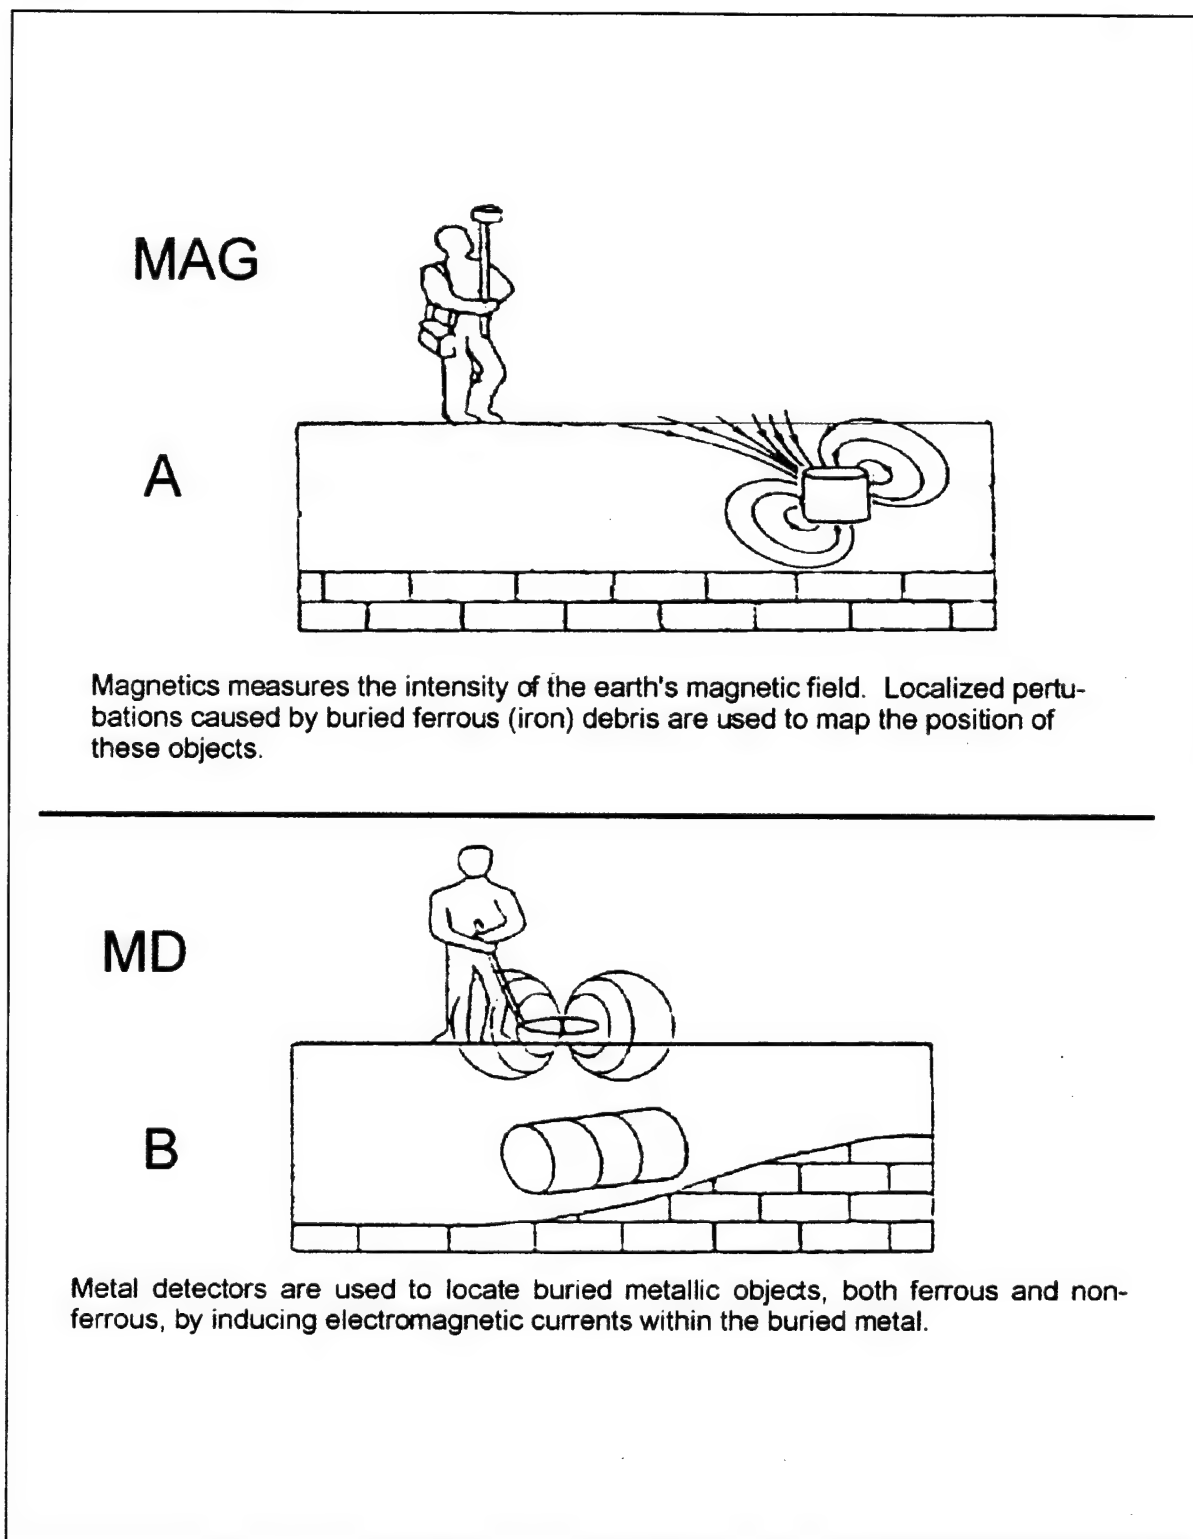 MAG
A
Magnetics measures the intensity of the earth's magnetic field. Localized pertu-
bations caused by buried ferrous (iron) debris are used to map the position of
these objects.
MD
B
Metal detectors are used to locate buried metallic objects, both ferrous and non-
ferrous, by inducing electromagnetic currents within the buried metal.